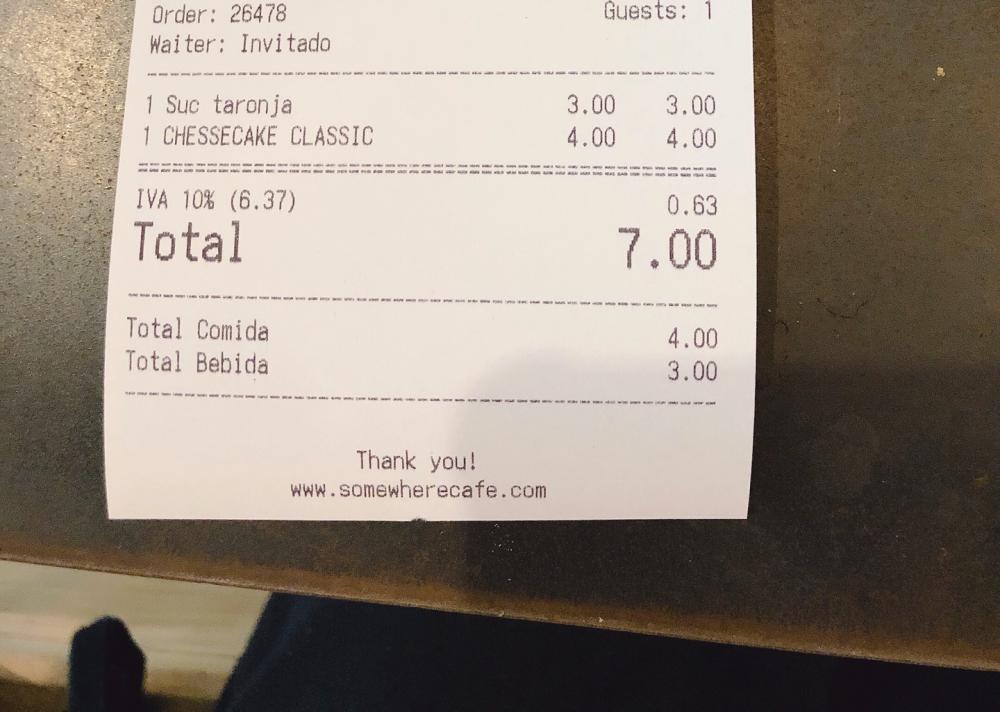 Order: 26478 Guests: 1
Waiter: Invitado
1 Suc taronja 3.00 3.00
1 CHESSECAKE CLASSIC 4.00 4.00
IVA 10% (6.37) 0.63
Total 7.00
Total Comida 4.00
Total Bebida 3.00
Thank you!
www.somewherecafe.com